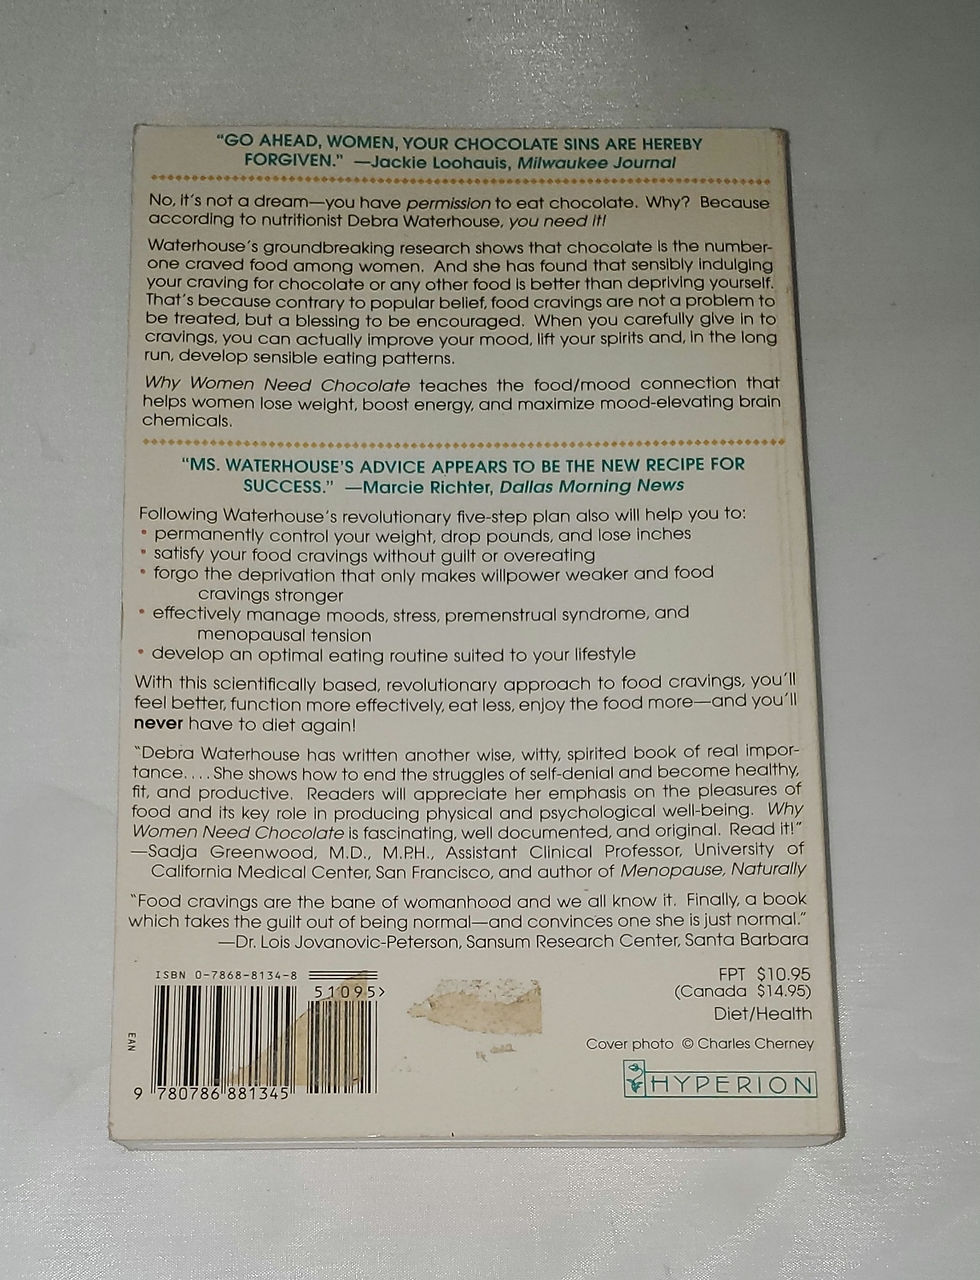 "GO AHEAD, WOMEN, YOUR CHOCOLATE SINS ARE HEREBY
FORGIVEN." —Jackie Loohauis, Milwaukee Journal
No, it's not a dream—you have permission to eat chocolate. Why? Because
according to nutritionist Debra Waterhouse, you need it!
Waterhouse's groundbreaking research shows that chocolate is the number-
one craved food among women. And she has found that sensibly indulging
your craving for chocolate or any other food is better than depriving yourself.
That's because contrary to popular belief, food cravings are not a problem to
be treated, but a blessing to be encouraged. When you carefully give in to
cravings, you can actually improve your mood, lift your spirits and, in the long
run, develop sensible eating patterns.
Why Women Need Chocolate teaches the food/mood connection that
helps women lose weight, boost energy, and maximize mood-elevating brain
chemicals.
"MS. WATERHOUSE'S ADVICE APPEARS TO BE THE NEW RECIPE FOR
SUCCESS." —Marcie Richter, Dallas Morning News
Following Waterhouse's revolutionary five-step plan also will help you to:
• permanently control your weight, drop pounds, and lose inches
• satisfy your food cravings without guilt or overeating
• forgo the deprivation that only makes willpower weaker and food
cravings stronger
• effectively manage moods, stress, premenstrual syndrome, and
menopausal tension
• develop an optimal eating routine suited to your lifestyle
With this scientifically based, revolutionary approach to food cravings, you'll
feel better, function more effectively, eat less, enjoy the food more—and you'll
never have to diet again!
"Debra Waterhouse has written another wise, witty, spirited book of real impor-
tance. . . . She shows how to end the struggles of self-denial and become healthy,
fit, and productive. Readers will appreciate her emphasis on the pleasures of
food and its key role in producing physical and psychological well-being. Why
Women Need Chocolate is fascinating, well documented, and original. Read it!"
—Sadja Greenwood, M.D., M.P.H., Assistant Clinical Professor, University of
California Medical Center, San Francisco, and author of Menopause, Naturally
"Food cravings are the bane of womanhood and we all know it. Finally, a book
which takes the guilt out of being normal—and convinces one she is just normal."
—Dr. Lois Jovanovic-Peterson, Sansum Research Center, Santa Barbara
ISBN 0-7868-8134-8
51095>
EAN
9 780786 881345
FPT $10.95
(Canada $14.95)
Diet/Health
Cover photo © Charles Cherney
HYPERION